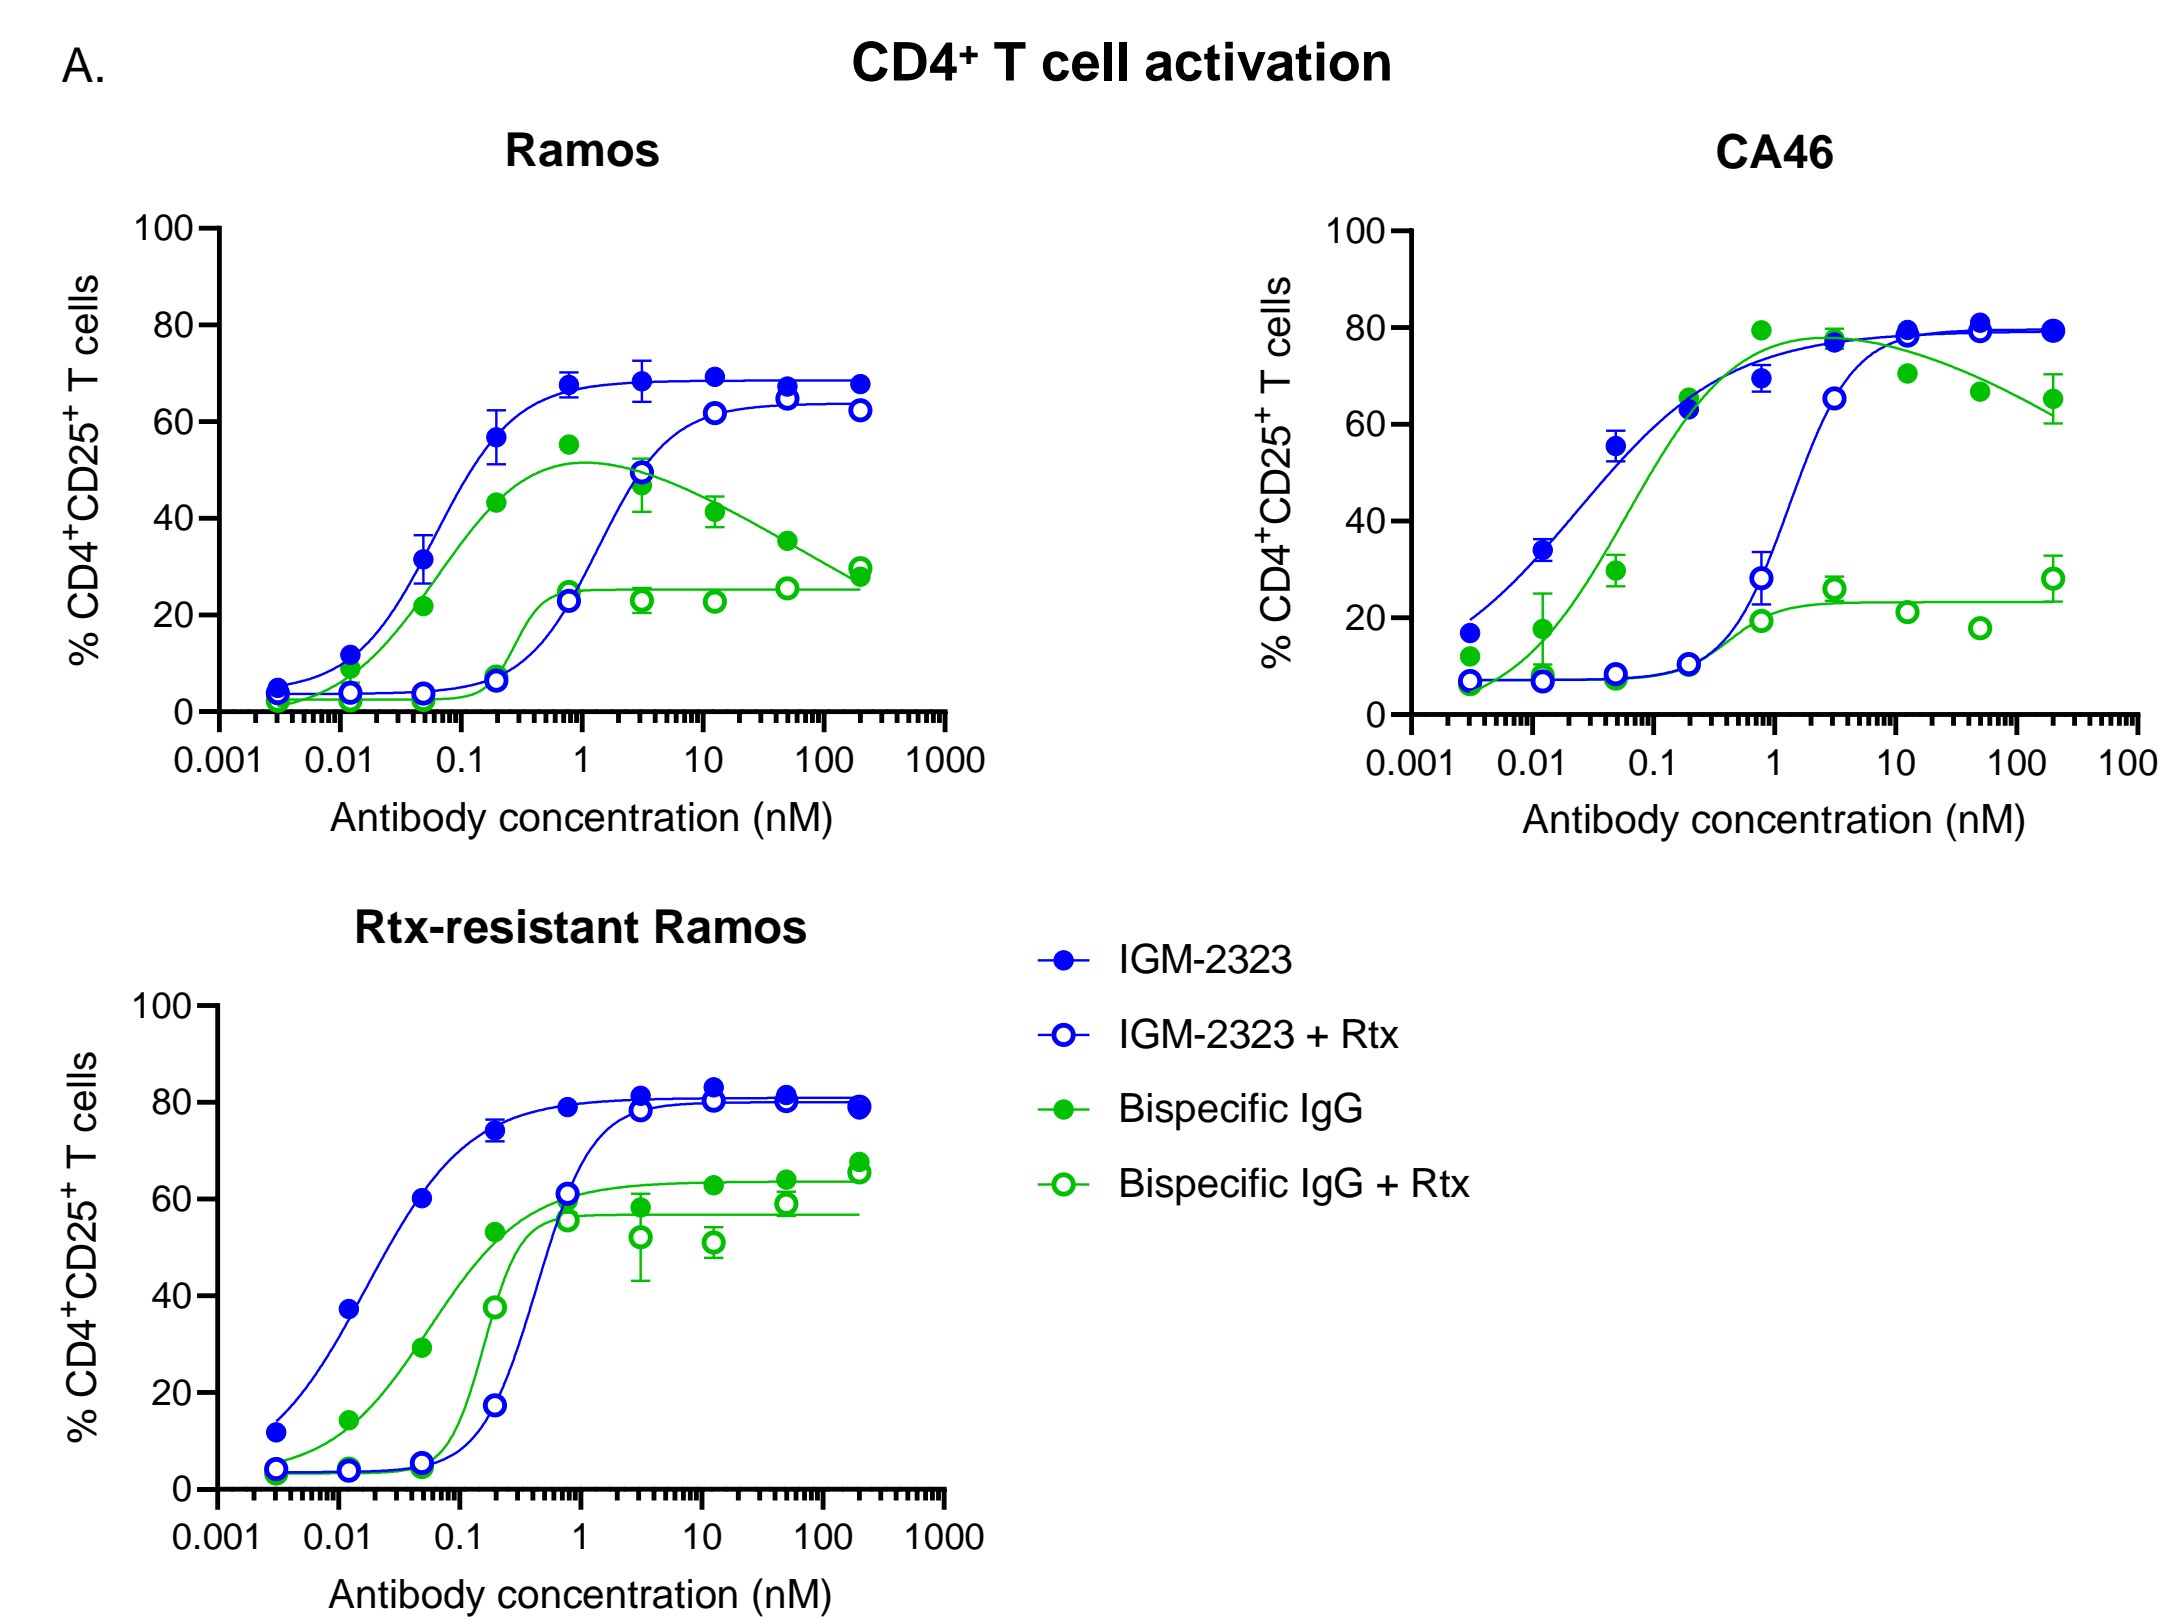 A.
CD4⁺ T cell activation
Ramos
100
80
60
40
20
0
% CD4⁺CD25⁺ T cells
0.001 0.01 0.1 1 10 100 1000
Antibody concentration (nM)
CA46
100
80
60
40
20
0
% CD4⁺CD25⁺ T cells
0.001 0.01 0.1 1 10 100 100
Antibody concentration (nM)
Rtx-resistant Ramos
100
80
60
40
20
0
% CD4⁺CD25⁺ T cells
0.001 0.01 0.1 1 10 100 1000
Antibody concentration (nM)
IGM-2323
IGM-2323 + Rtx
Bispecific IgG
Bispecific IgG + Rtx